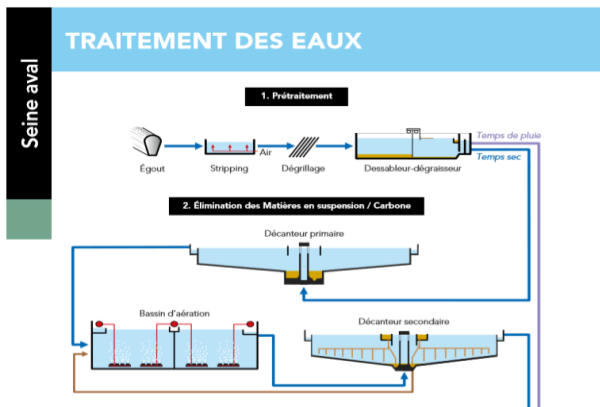 TRAITEMENT DES EAUX
Seine aval
1. Prétraitement
Égout
Stripping
Air
Dégrillage
Dessableur-dégraisseur
Temps de pluie
Temps sec
2. Élimination des Matières en suspension / Carbone
Décanteur primaire
Bassin d'aération
Décanteur secondaire